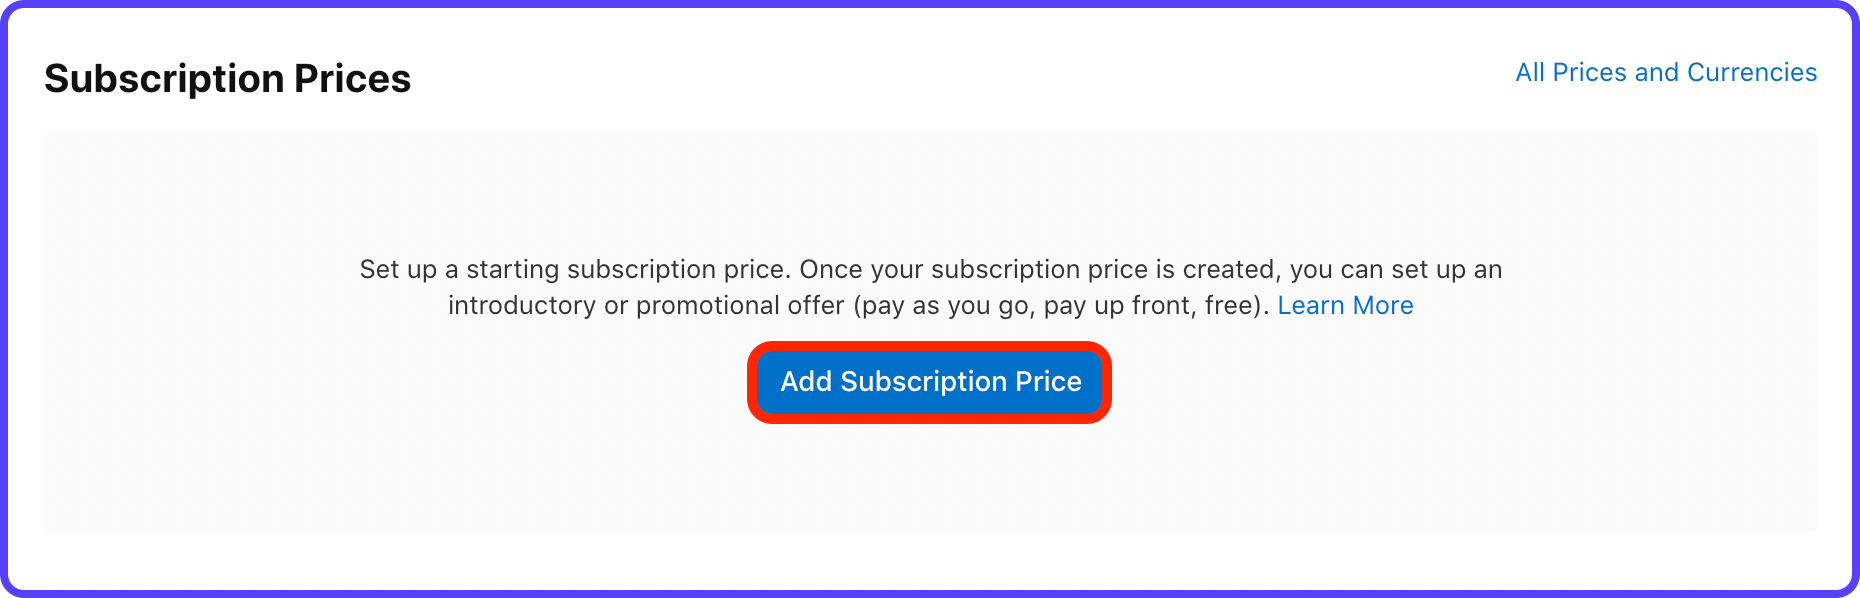 Subscription Prices
All Prices and Currencies
Set up a starting subscription price. Once your subscription price is created, you can set up an
introductory or promotional offer (pay as you go, pay up front, free). Learn More
Add Subscription Price